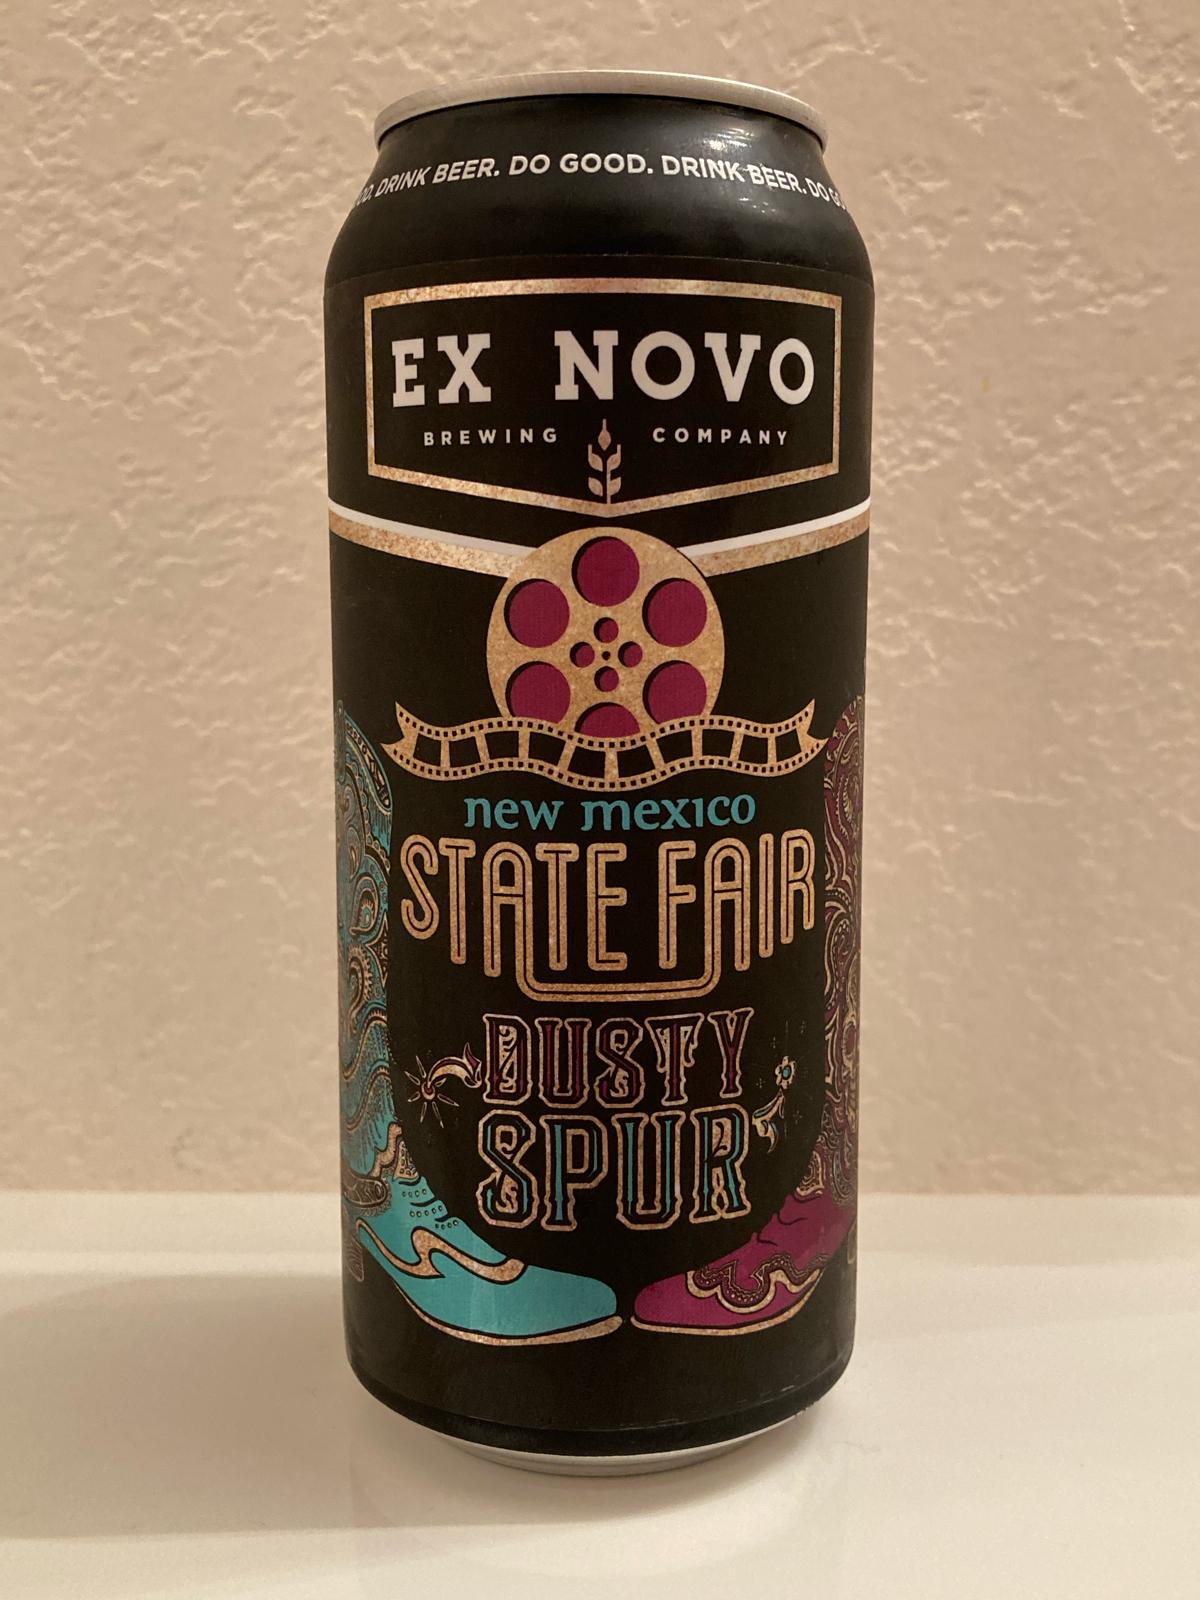 DRINK BEER. DO GOOD. DRINK BEER. DO
EX NOVO
BREWING COMPANY
new mexico
STATE FAIR
DUSTY
SPUR